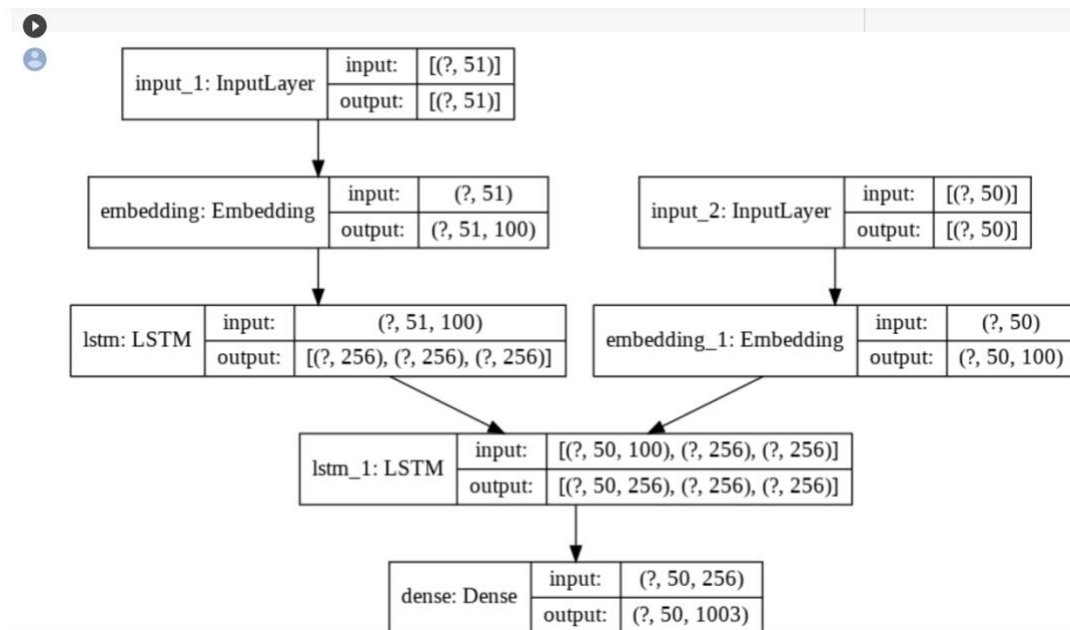 input_1: InputLayer
input: [(?, 51)]
output: [(?, 51)]
embedding: Embedding
input: (?, 51)
output: (?, 51, 100)
input_2: InputLayer
input: [(?, 50)]
output: [(?, 50)]
lstm: LSTM
input: (?, 51, 100)
output: [(?, 256), (?, 256), (?, 256)]
embedding_1: Embedding
input: (?, 50)
output: (?, 50, 100)
lstm_1: LSTM
input: [(?, 50, 100), (?, 256), (?, 256)]
output: [(?, 50, 256), (?, 256), (?, 256)]
dense: Dense
input: (?, 50, 256)
output: (?, 50, 1003)